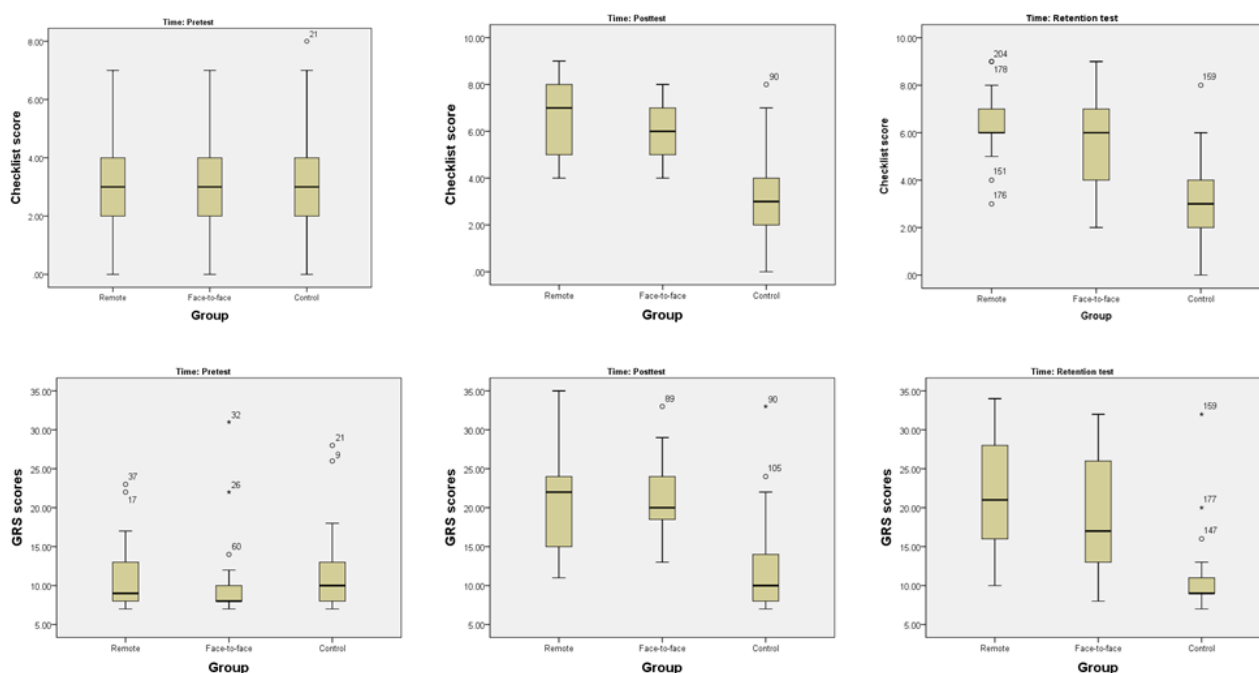 Time: Pretest
Checklist score
8.00
6.00
4.00
2.00
.00
21
Remote
Face-to-face
Control
Group
Time: Posttest
Checklist score
10.00
8.00
6.00
4.00
2.00
.00
90
Remote
Face-to-face
Control
Group
Time: Retention test
Checklist score
10.00
8.00
6.00
4.00
2.00
.00
204
178
151
176
159
Remote
Face-to-face
Control
Group
Time: Pretest
GRS scores
35.00
30.00
25.00
20.00
15.00
10.00
5.00
37
17
32
26
60
21
9
Remote
Face-to-face
Control
Group
Time: Posttest
GRS scores
35.00
30.00
25.00
20.00
15.00
10.00
5.00
89
90
105
Remote
Face-to-face
Control
Group
Time: Retention test
GRS scores
35.00
30.00
25.00
20.00
15.00
10.00
5.00
159
177
147
Remote
Face-to-face
Control
Group